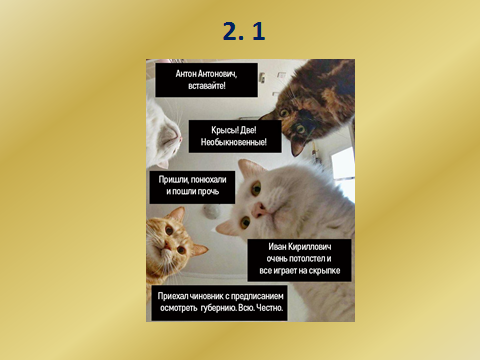 2. 1
Антон Антонович,
вставайте!
Крысы! Две!
Необыкновенные!
Пришли, понюхали
и пошли прочь
Иван Кириллович
очень потолстел и
все играет на скрыпке
Приехал чиновник с предписанием
осмотреть губернию. Всю. Честно.